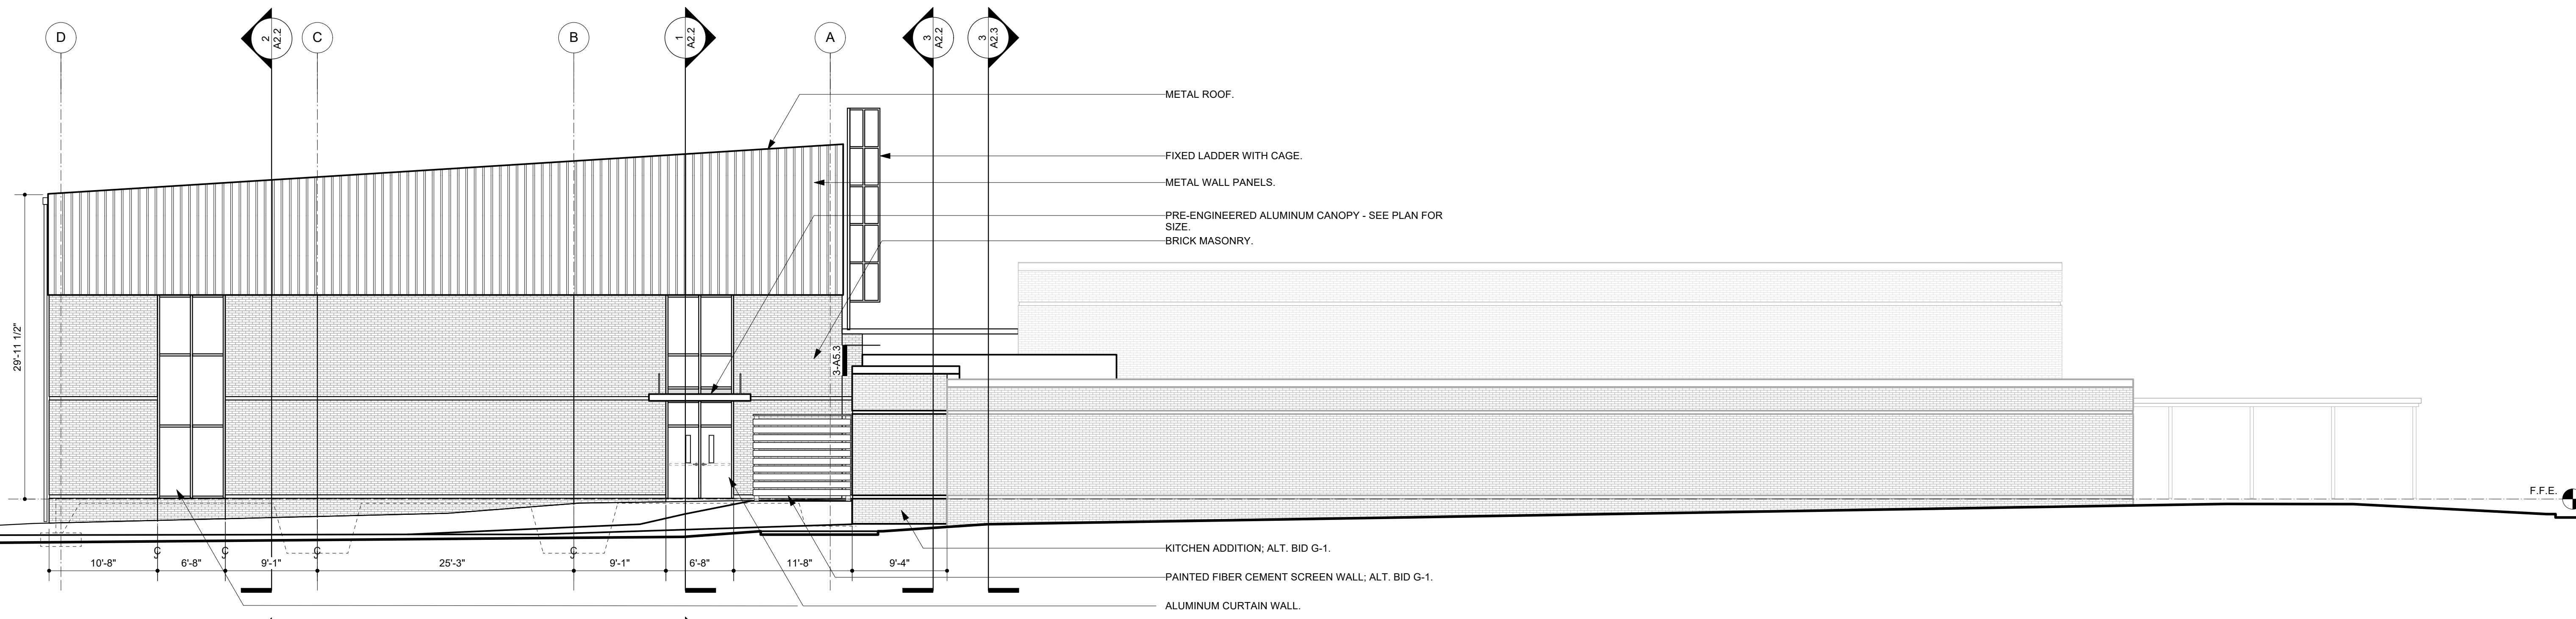 D
2
A2.2
C
B
1
A2.2
A
3
A2.2
3
A2.3
METAL ROOF.
FIXED LADDER WITH CAGE.
METAL WALL PANELS.
PRE-ENGINEERED ALUMINUM CANOPY - SEE PLAN FOR
SIZE.
BRICK MASONRY.
29'-11 1/2"
3-A5.3
F.F.E.
10'-8"
6'-8"
9'-1"
25'-3"
9'-1"
6'-8"
11'-8"
9'-4"
KITCHEN ADDITION; ALT. BID G-1.
PAINTED FIBER CEMENT SCREEN WALL; ALT. BID G-1.
ALUMINUM CURTAIN WALL.